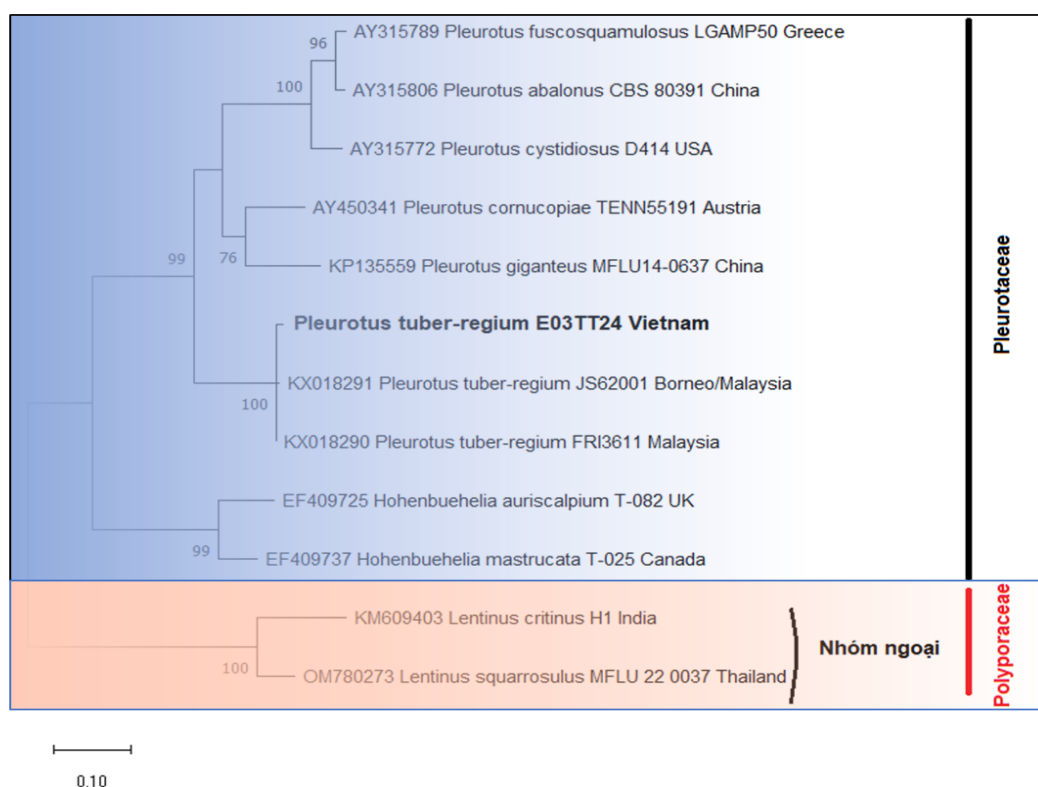 96
AY315789 Pleurotus fuscosquamulosus LGAMP50 Greece
100
AY315806 Pleurotus abalonus CBS 80391 China
AY315772 Pleurotus cystidiosus D414 USA
AY450341 Pleurotus cornucopiae TENN55191 Austria
99
76
KP135559 Pleurotus giganteus MFLU14-0637 China
Pleurotus tuber-regium E03TT24 Vietnam
KX018291 Pleurotus tuber-regium JS62001 Borneo/Malaysia
100
KX018290 Pleurotus tuber-regium FRI3611 Malaysia
EF409725 Hohenbuehelia auriscalpium T-082 UK
99
EF409737 Hohenbuehelia mastrucata T-025 Canada
Pleurotaceae
KM609403 Lentinus critinus H1 India
100
OM780273 Lentinus squarrosulus MFLU 22 0037 Thailand
Nhóm ngoại
Polyporaceae
0.10